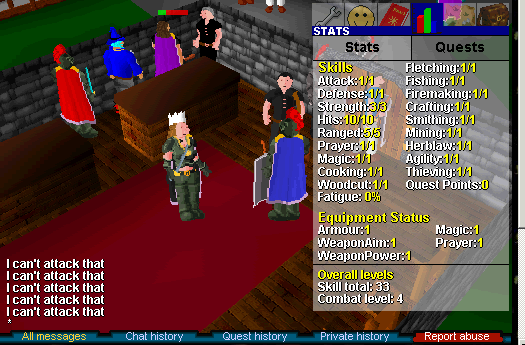 STATS
Stats Quests
Skills Fletching:1/1
Attack:1/1 Fishing:1/1
Defense:1/1 Firemaking:1/1
Strength:3/3 Crafting:1/1
Hits:10/10 Smithing:1/1
Ranged:5/5 Mining:1/1
Prayer:1/1 Herblaw:1/1
Magic:1/1 Agility:1/1
Cooking:1/1 Thieving:1/1
Woodcut:1/1 Quest Points:0
Fatigue: 0%
Equipment Status
Armour:1 Magic:1
WeaponAim:1 Prayer:1
WeaponPower:1
Overall levels
Skill total: 33
Combat level: 4
I can't attack that
I can't attack that
I can't attack that
I can't attack that
I can't attack that
*
All messages Chat history Quest history Private history Report abuse